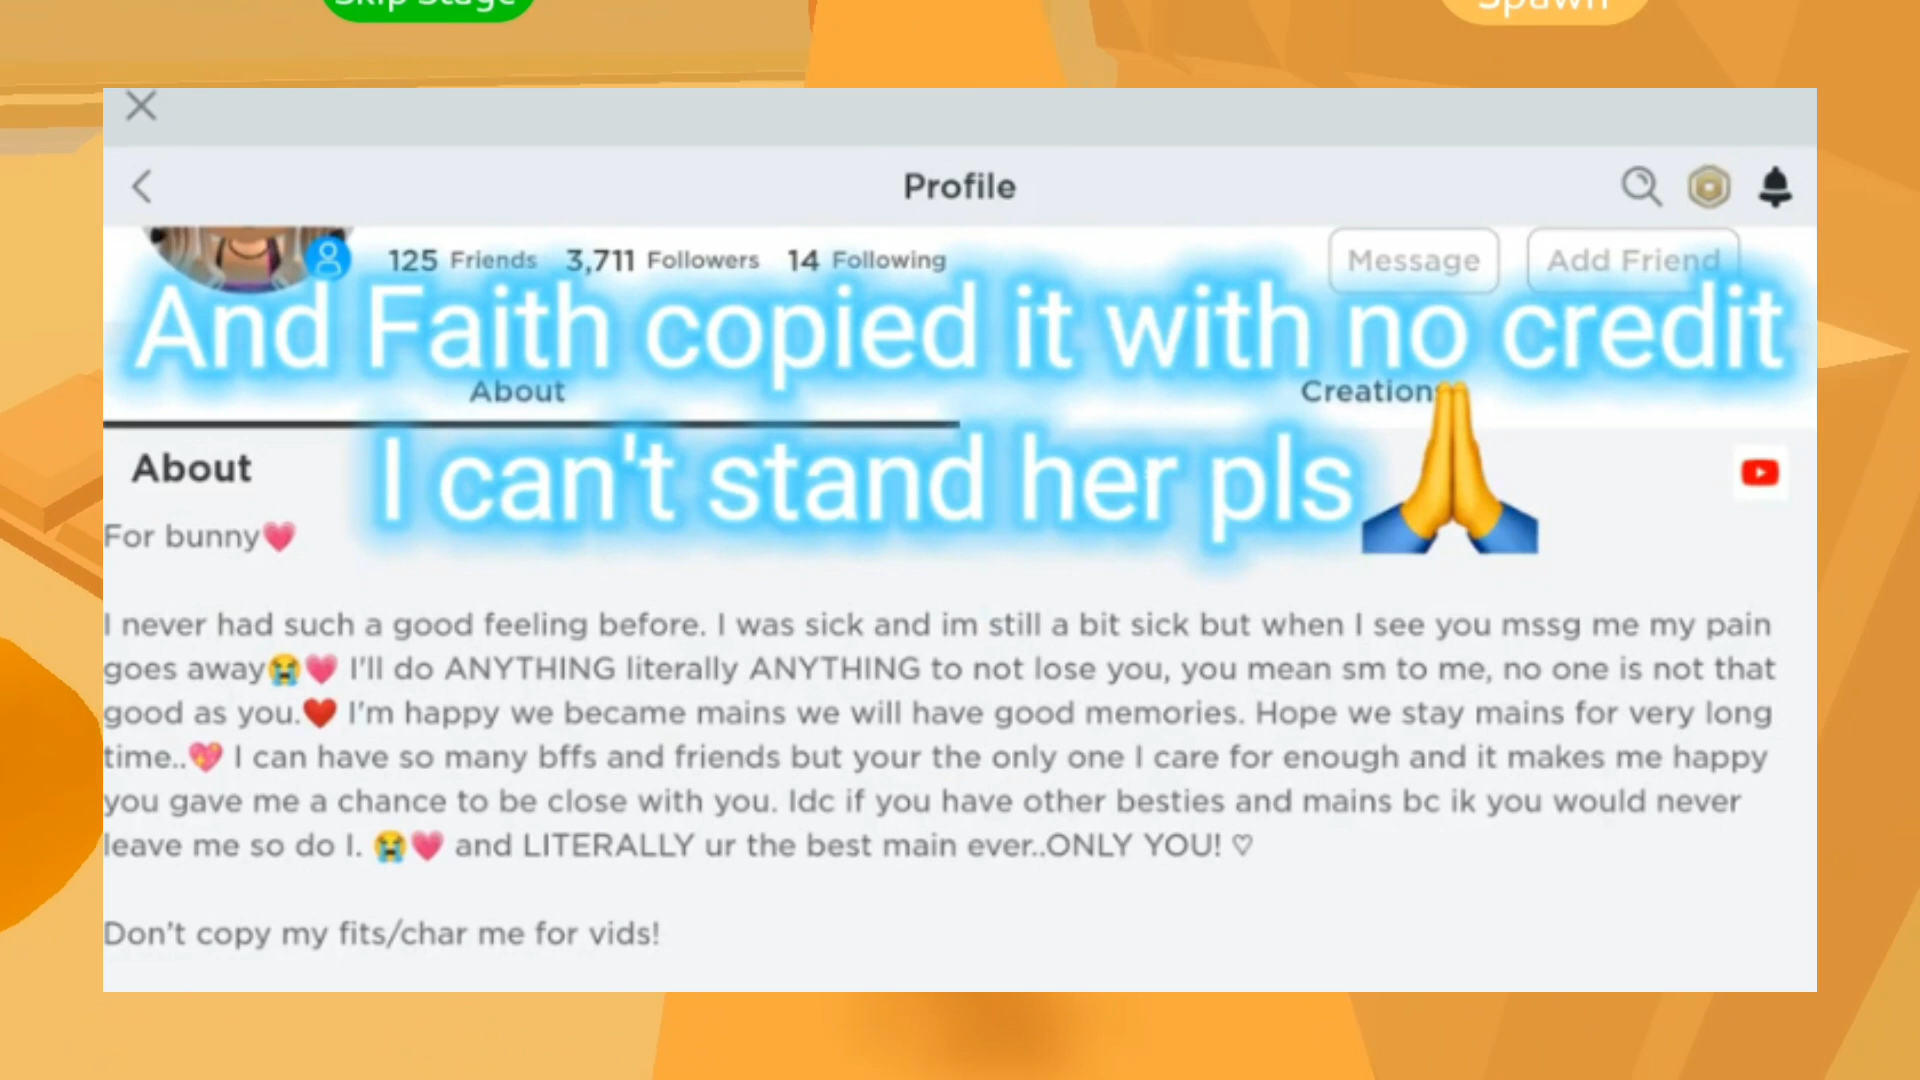 Skip Stage
Spawn
Profile
125 Friends 3,711 Followers 14 Following
Message
Add Friend
And Faith copied it with no credit
About
Creations
I can't stand her pls🙏
About
For bunny💗
I never had such a good feeling before. I was sick and im still a bit sick but when I see you mssg me my pain
goes away😭💗 I'll do ANYTHING literally ANYTHING to not lose you, you mean sm to me, no one is not that
good as you.❤️ I'm happy we became mains we will have good memories. Hope we stay mains for very long
time..💖 I can have so many bffs and friends but your the only one I care for enough and it makes me happy
you gave me a chance to be close with you. Idc if you have other besties and mains bc ik you would never
leave me so do I. 😭💗 and LITERALLY ur the best main ever..ONLY YOU! ♡
Don't copy my fits/char me for vids!